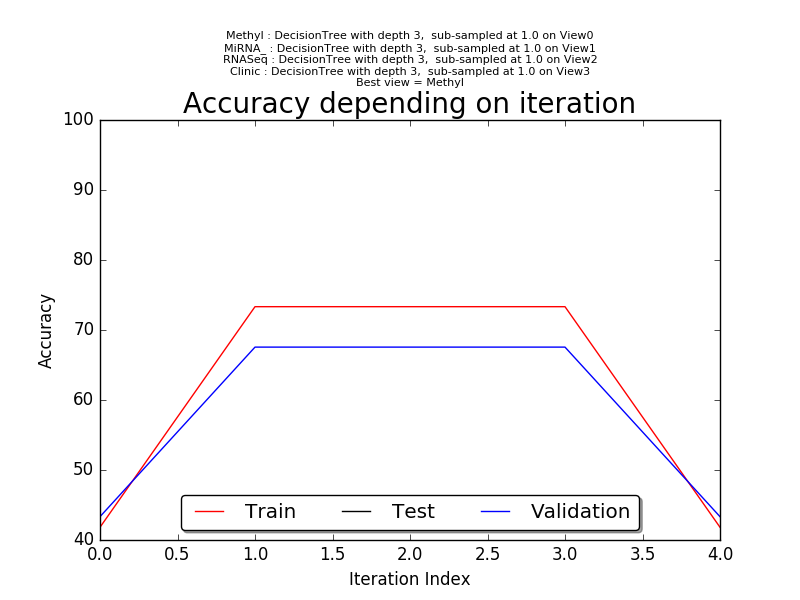 Methyl : DecisionTree with depth 3,  sub-sampled at 1.0 on View0
MiRNA_ : DecisionTree with depth 3,  sub-sampled at 1.0 on View1
RNASeq : DecisionTree with depth 3,  sub-sampled at 1.0 on View2
Clinic : DecisionTree with depth 3,  sub-sampled at 1.0 on View3
Best view = Methyl
Accuracy depending on iteration
100
90
80
70
60
50
40
Accuracy
Train Test Validation
0.0 0.5 1.0 1.5 2.0 2.5 3.0 3.5 4.0
Iteration Index